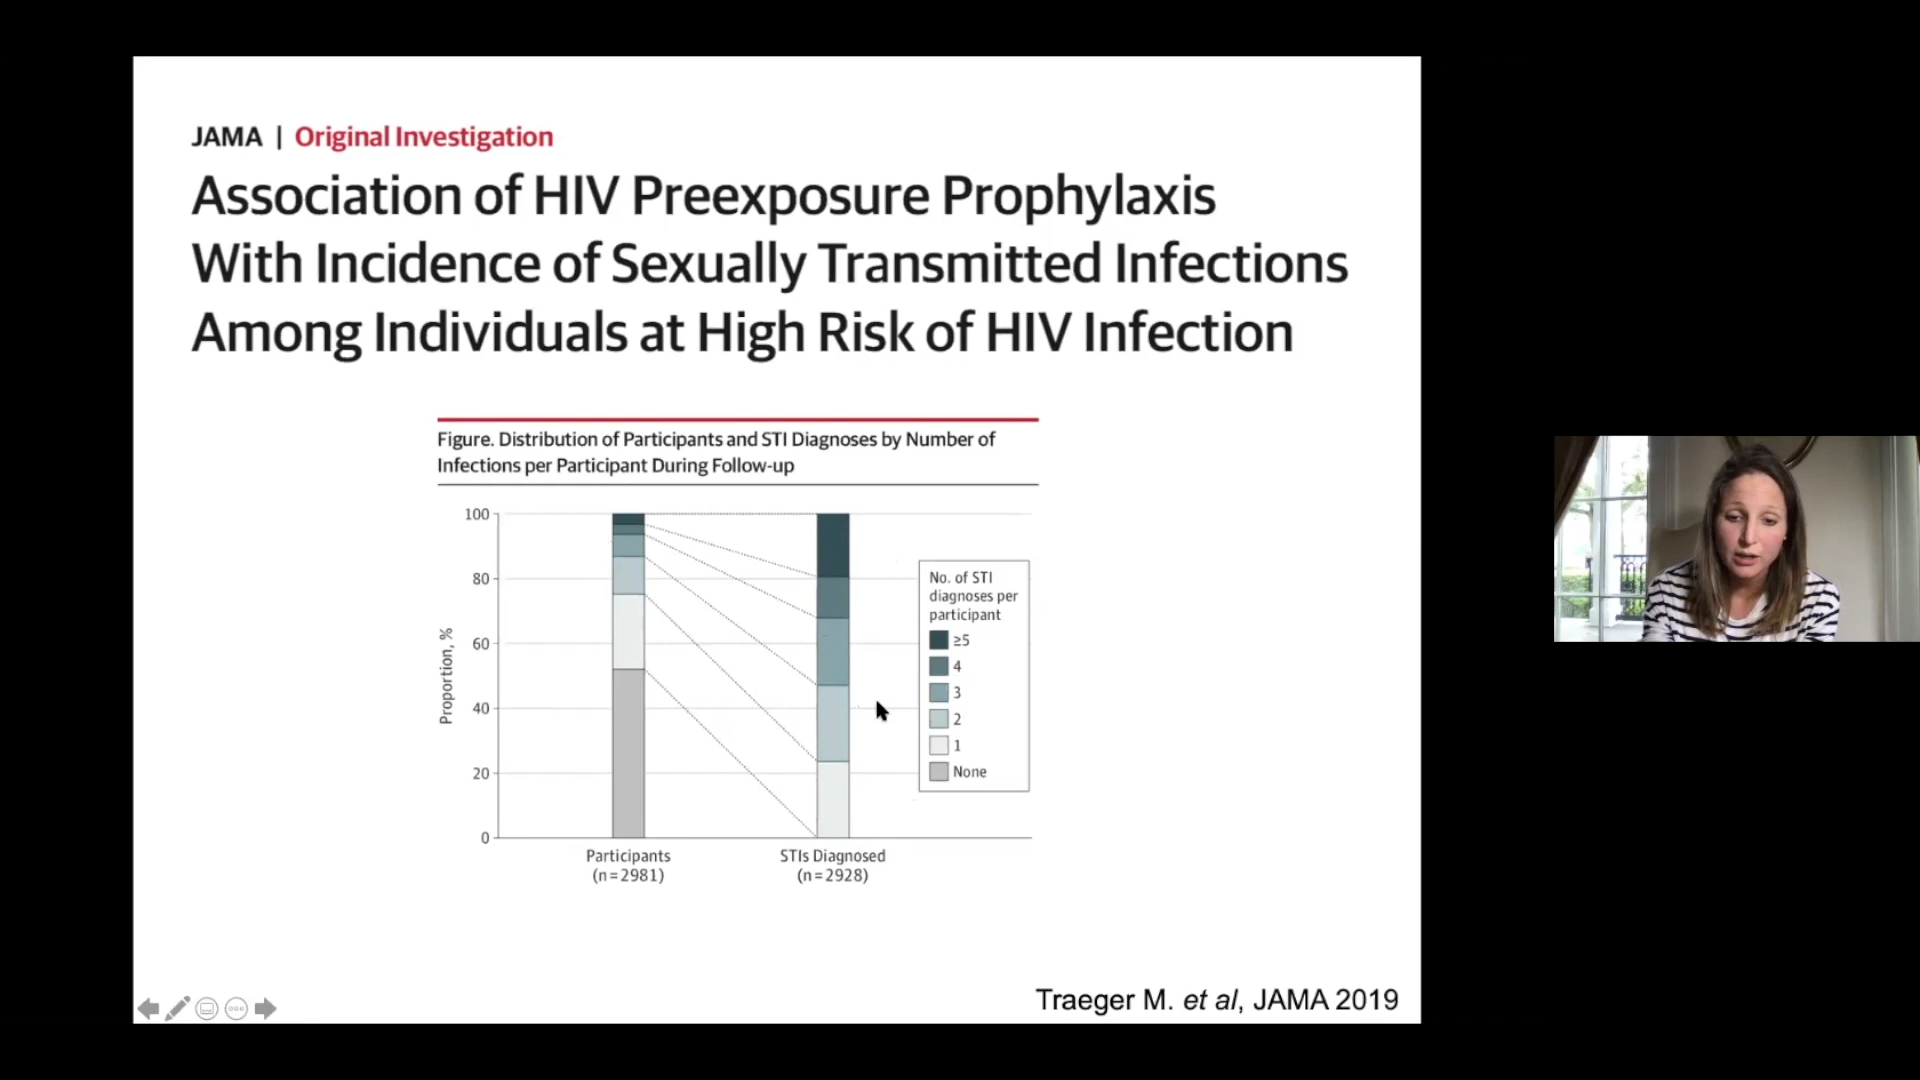 JAMA | Original Investigation
Association of HIV Preexposure Prophylaxis
With Incidence of Sexually Transmitted Infections
Among Individuals at High Risk of HIV Infection
Figure. Distribution of Participants and STI Diagnoses by Number of
Infections per Participant During Follow-up
Proportion, %
100
80
60
40
20
0
Participants
(n=2981)
STIs Diagnosed
(n=2928)
No. of STI
diagnoses per
participant
≥5
4
3
2
1
None
Traeger M. et al, JAMA 2019